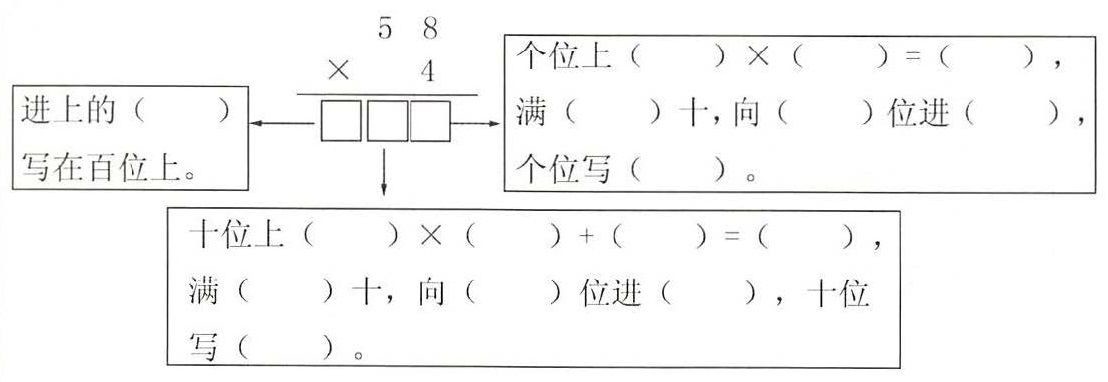 5 8
× 4
个位上（　　）×（　　）=（　　），
满（　　）十，向（　　）位进（　　），
个位写（　　）。
进上的（　　）
写在百位上。
十位上（　　）×（　　）+（　　）=（　　），
满（　　）十，向（　　）位进（　　），十位
写（　　）。